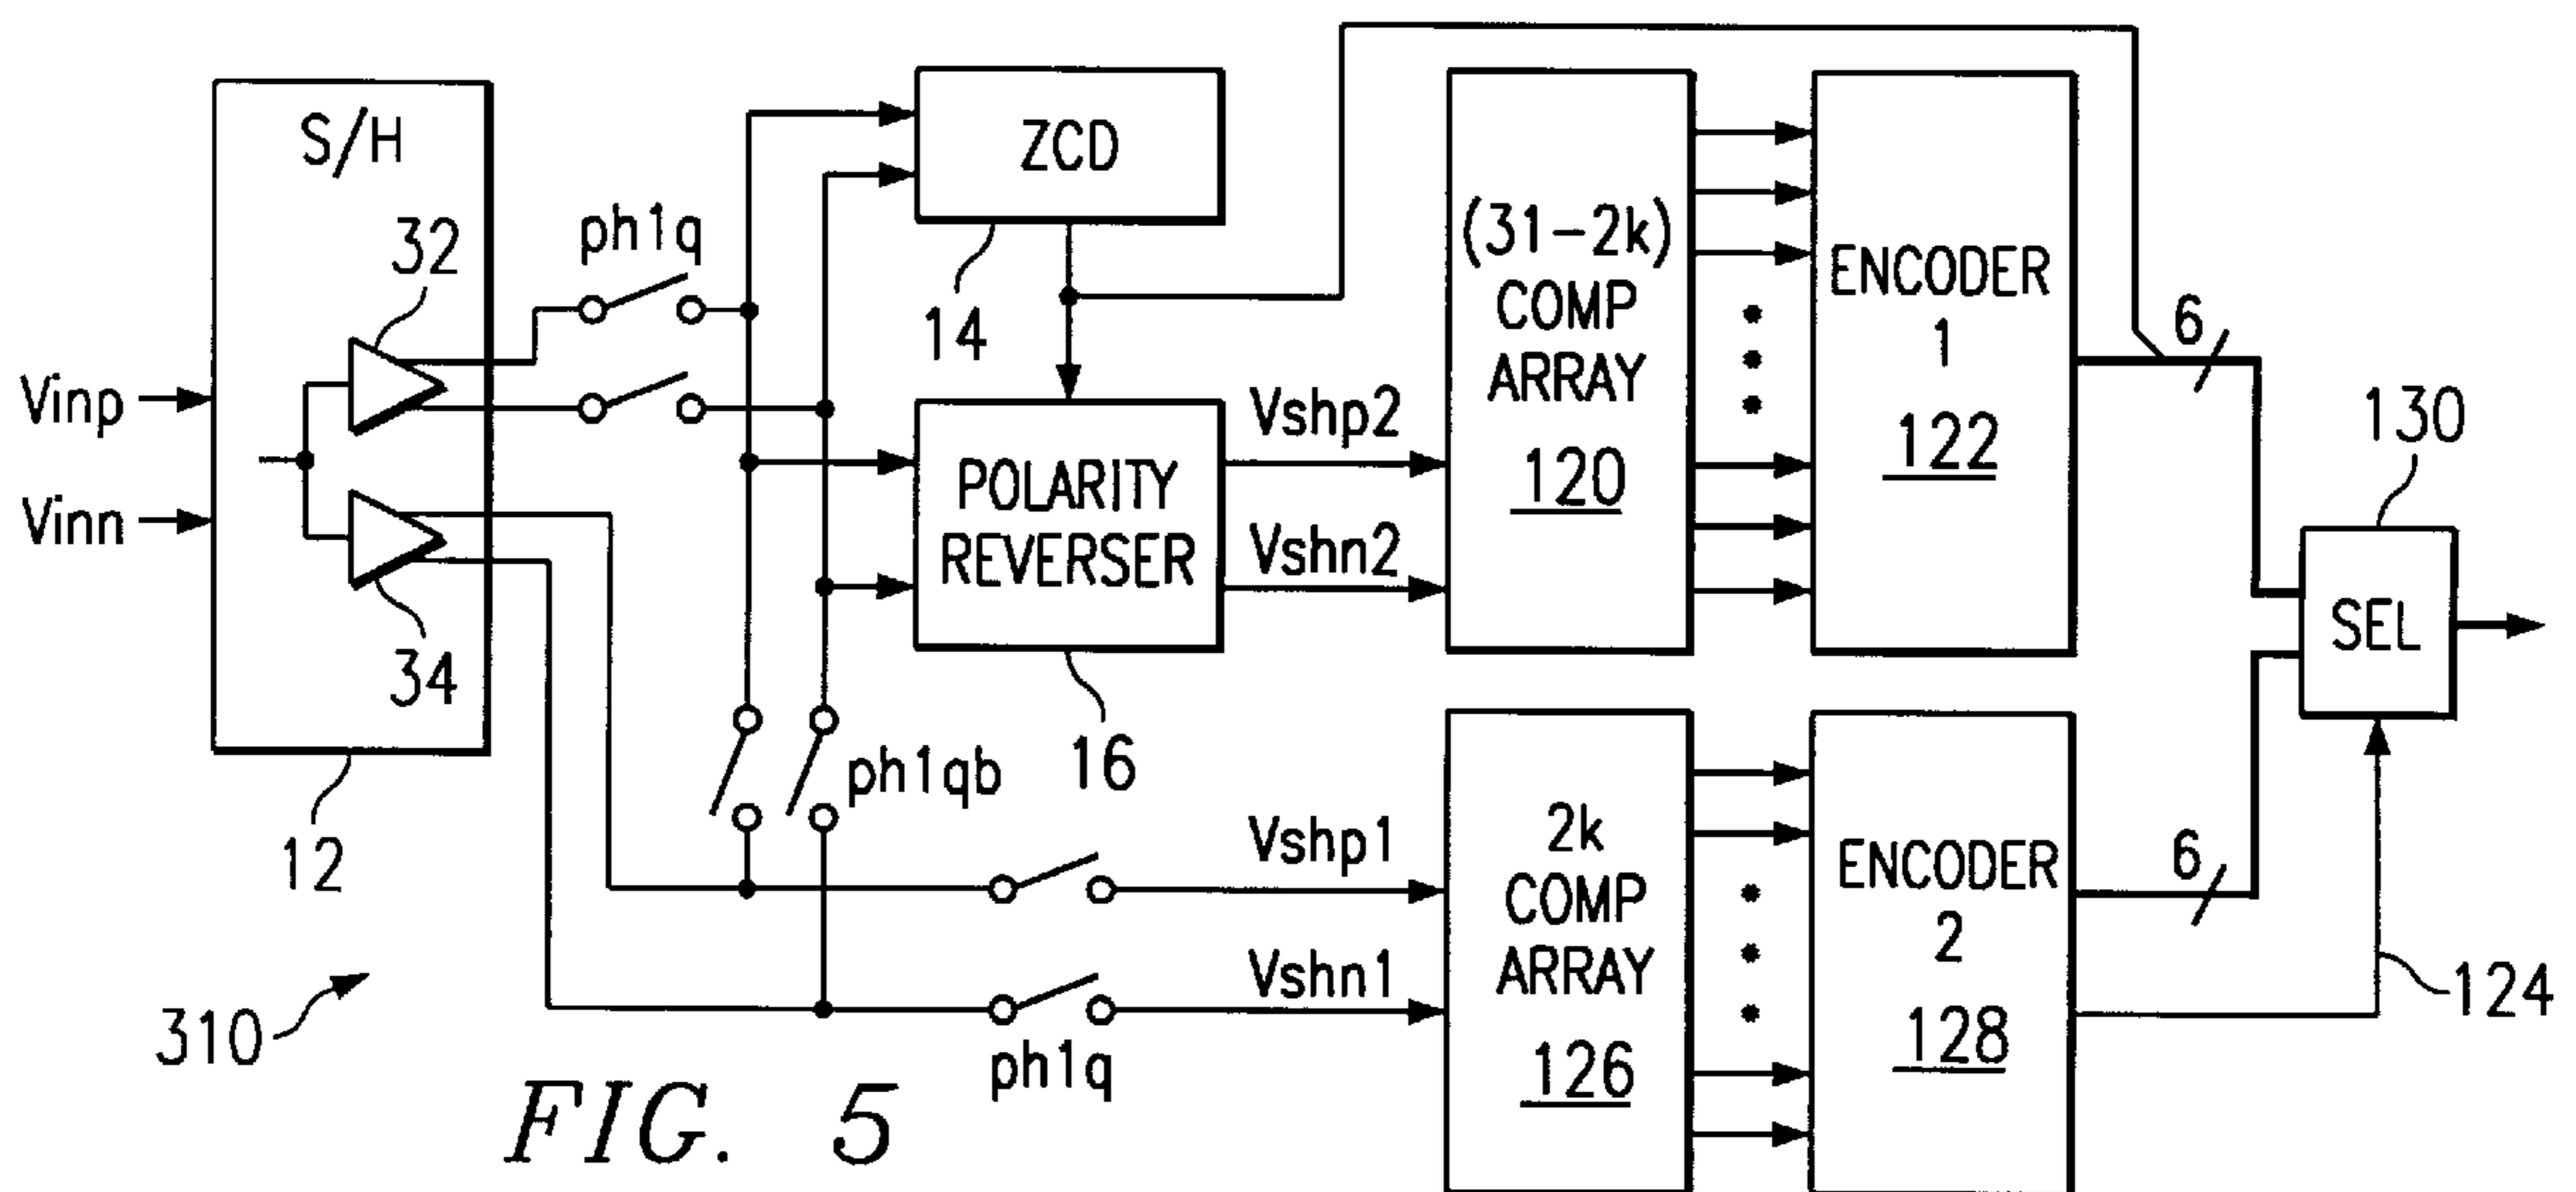 S/H
32
34
12
Vinp
Vinn
ph1q
ZCD
14
POLARITY
REVERSER
16
ph1qb
Vshp2
Vshn2
Vshp1
Vshn1
ph1q
(31-2k)
COMP
ARRAY
120
ENCODER
1
122
6
130
SEL
2k
COMP
ARRAY
126
ENCODER
2
128
6
124
310
FIG. 5